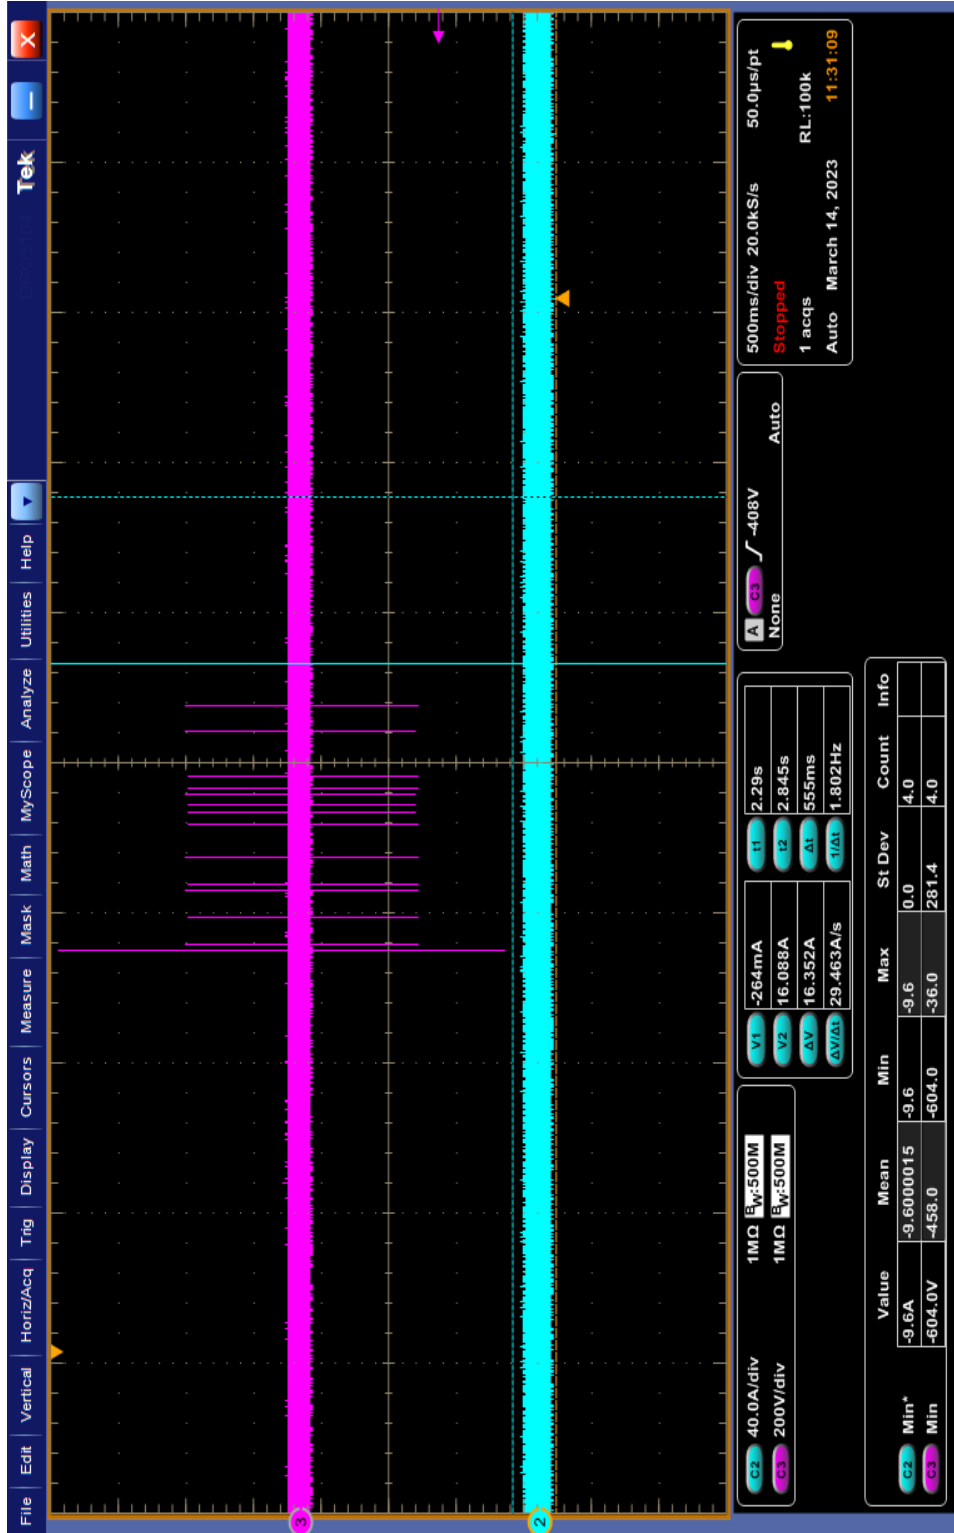 File Edit Vertical Horiz/Acq Trig Display Cursors Measure Mask Math MyScope Analyze Utilities Help Tek X
3
2
C2 40.0A/div 1MΩ BW:500M
C3 200V/div 1MΩ BW:500M
V1 -264mA t1 2.29s
V2 16.088A t2 2.845s
ΔV 16.352A Δt 555ms
ΔV/Δt 29.463A/s 1/Δt 1.802Hz
A C3 -408V
None Auto
500ms/div 20.0kS/s 50.0µs/pt
Stopped
1 acqs RL:100k
Auto March 14, 2023 11:31:09
Value Mean Min Max St Dev Count Info
C2 Min* -9.6A -9.6000015 -9.6 -9.6 0.0 4.0
C3 Min -604.0V -458.0 -604.0 -36.0 281.4 4.0